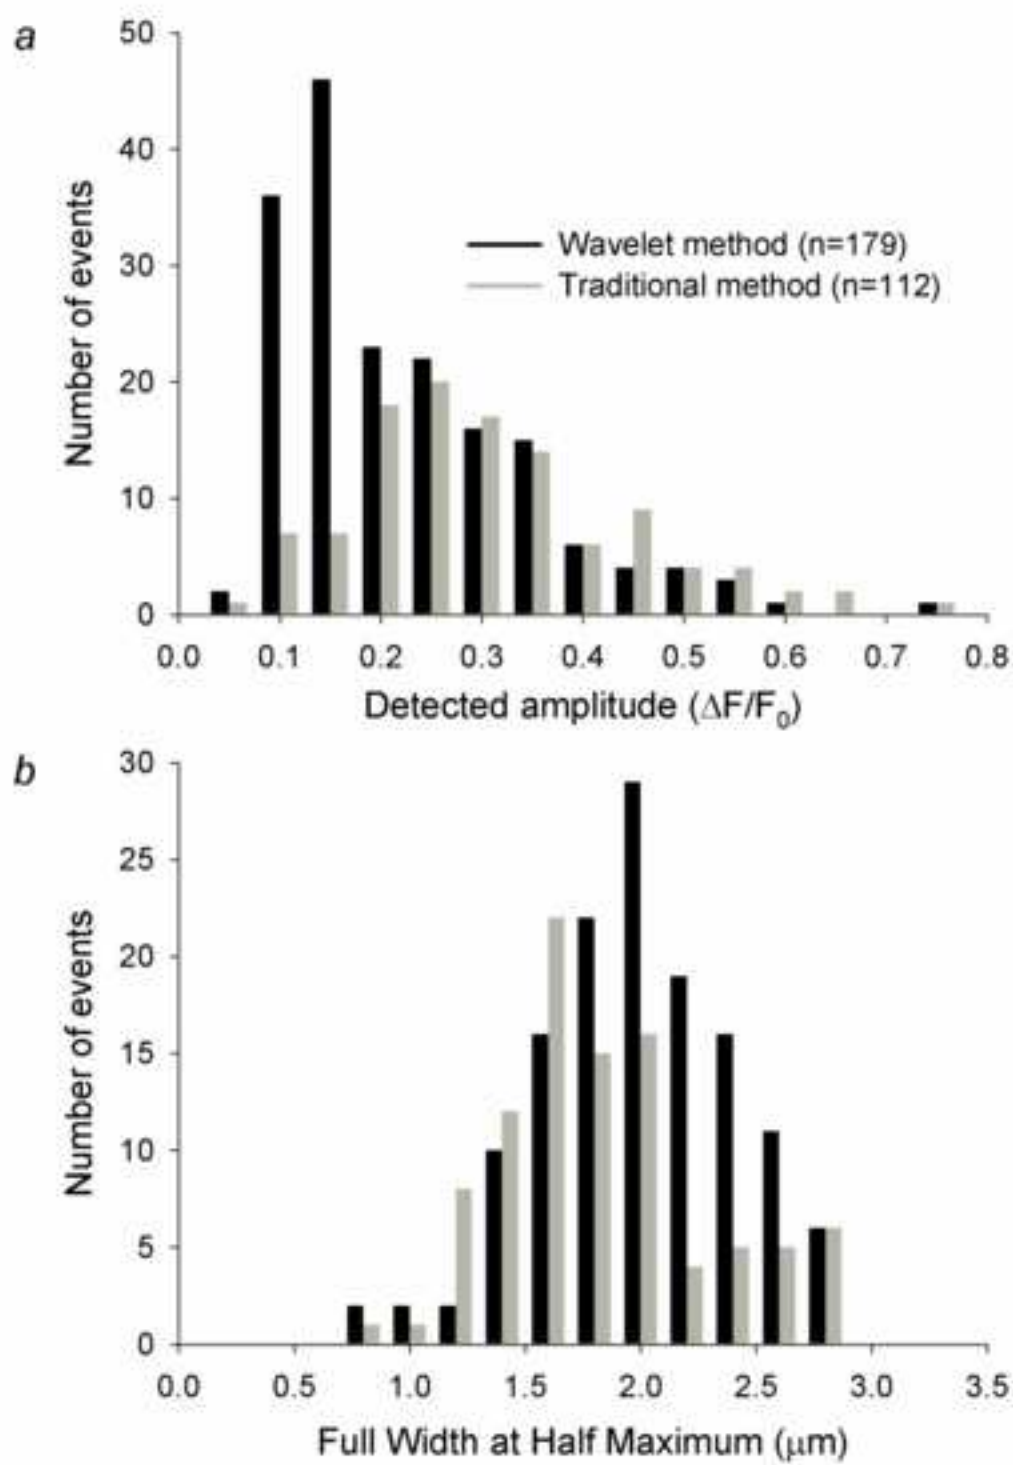 a
50
40
30
20
10
0
Number of events
Wavelet method (n=179)
Traditional method (n=112)
0.0 0.1 0.2 0.3 0.4 0.5 0.6 0.7 0.8
Detected amplitude (ΔF/F₀)
b
30
25
20
15
10
5
0
Number of events
0.0 0.5 1.0 1.5 2.0 2.5 3.0 3.5
Full Width at Half Maximum (μm)